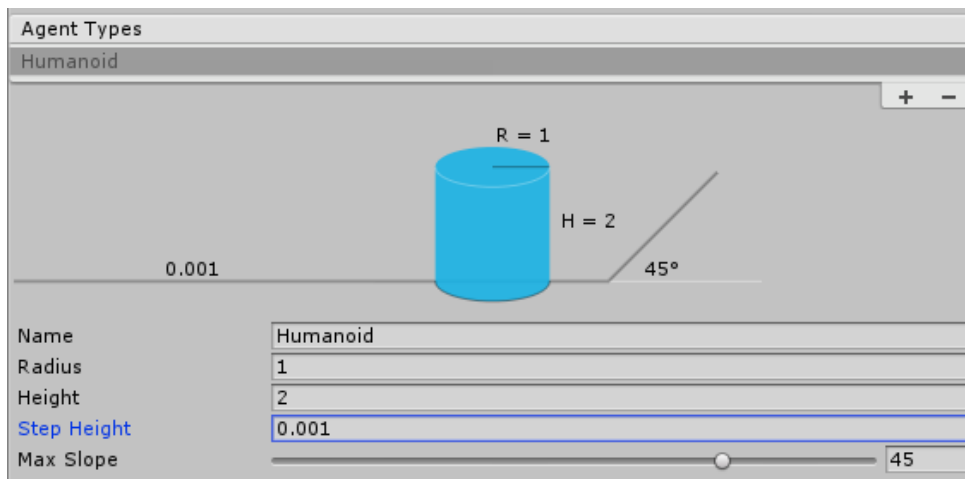 Agent Types
Humanoid
+ −
R = 1
H = 2
0.001 45°
Name Humanoid
Radius 1
Height 2
Step Height 0.001
Max Slope 45